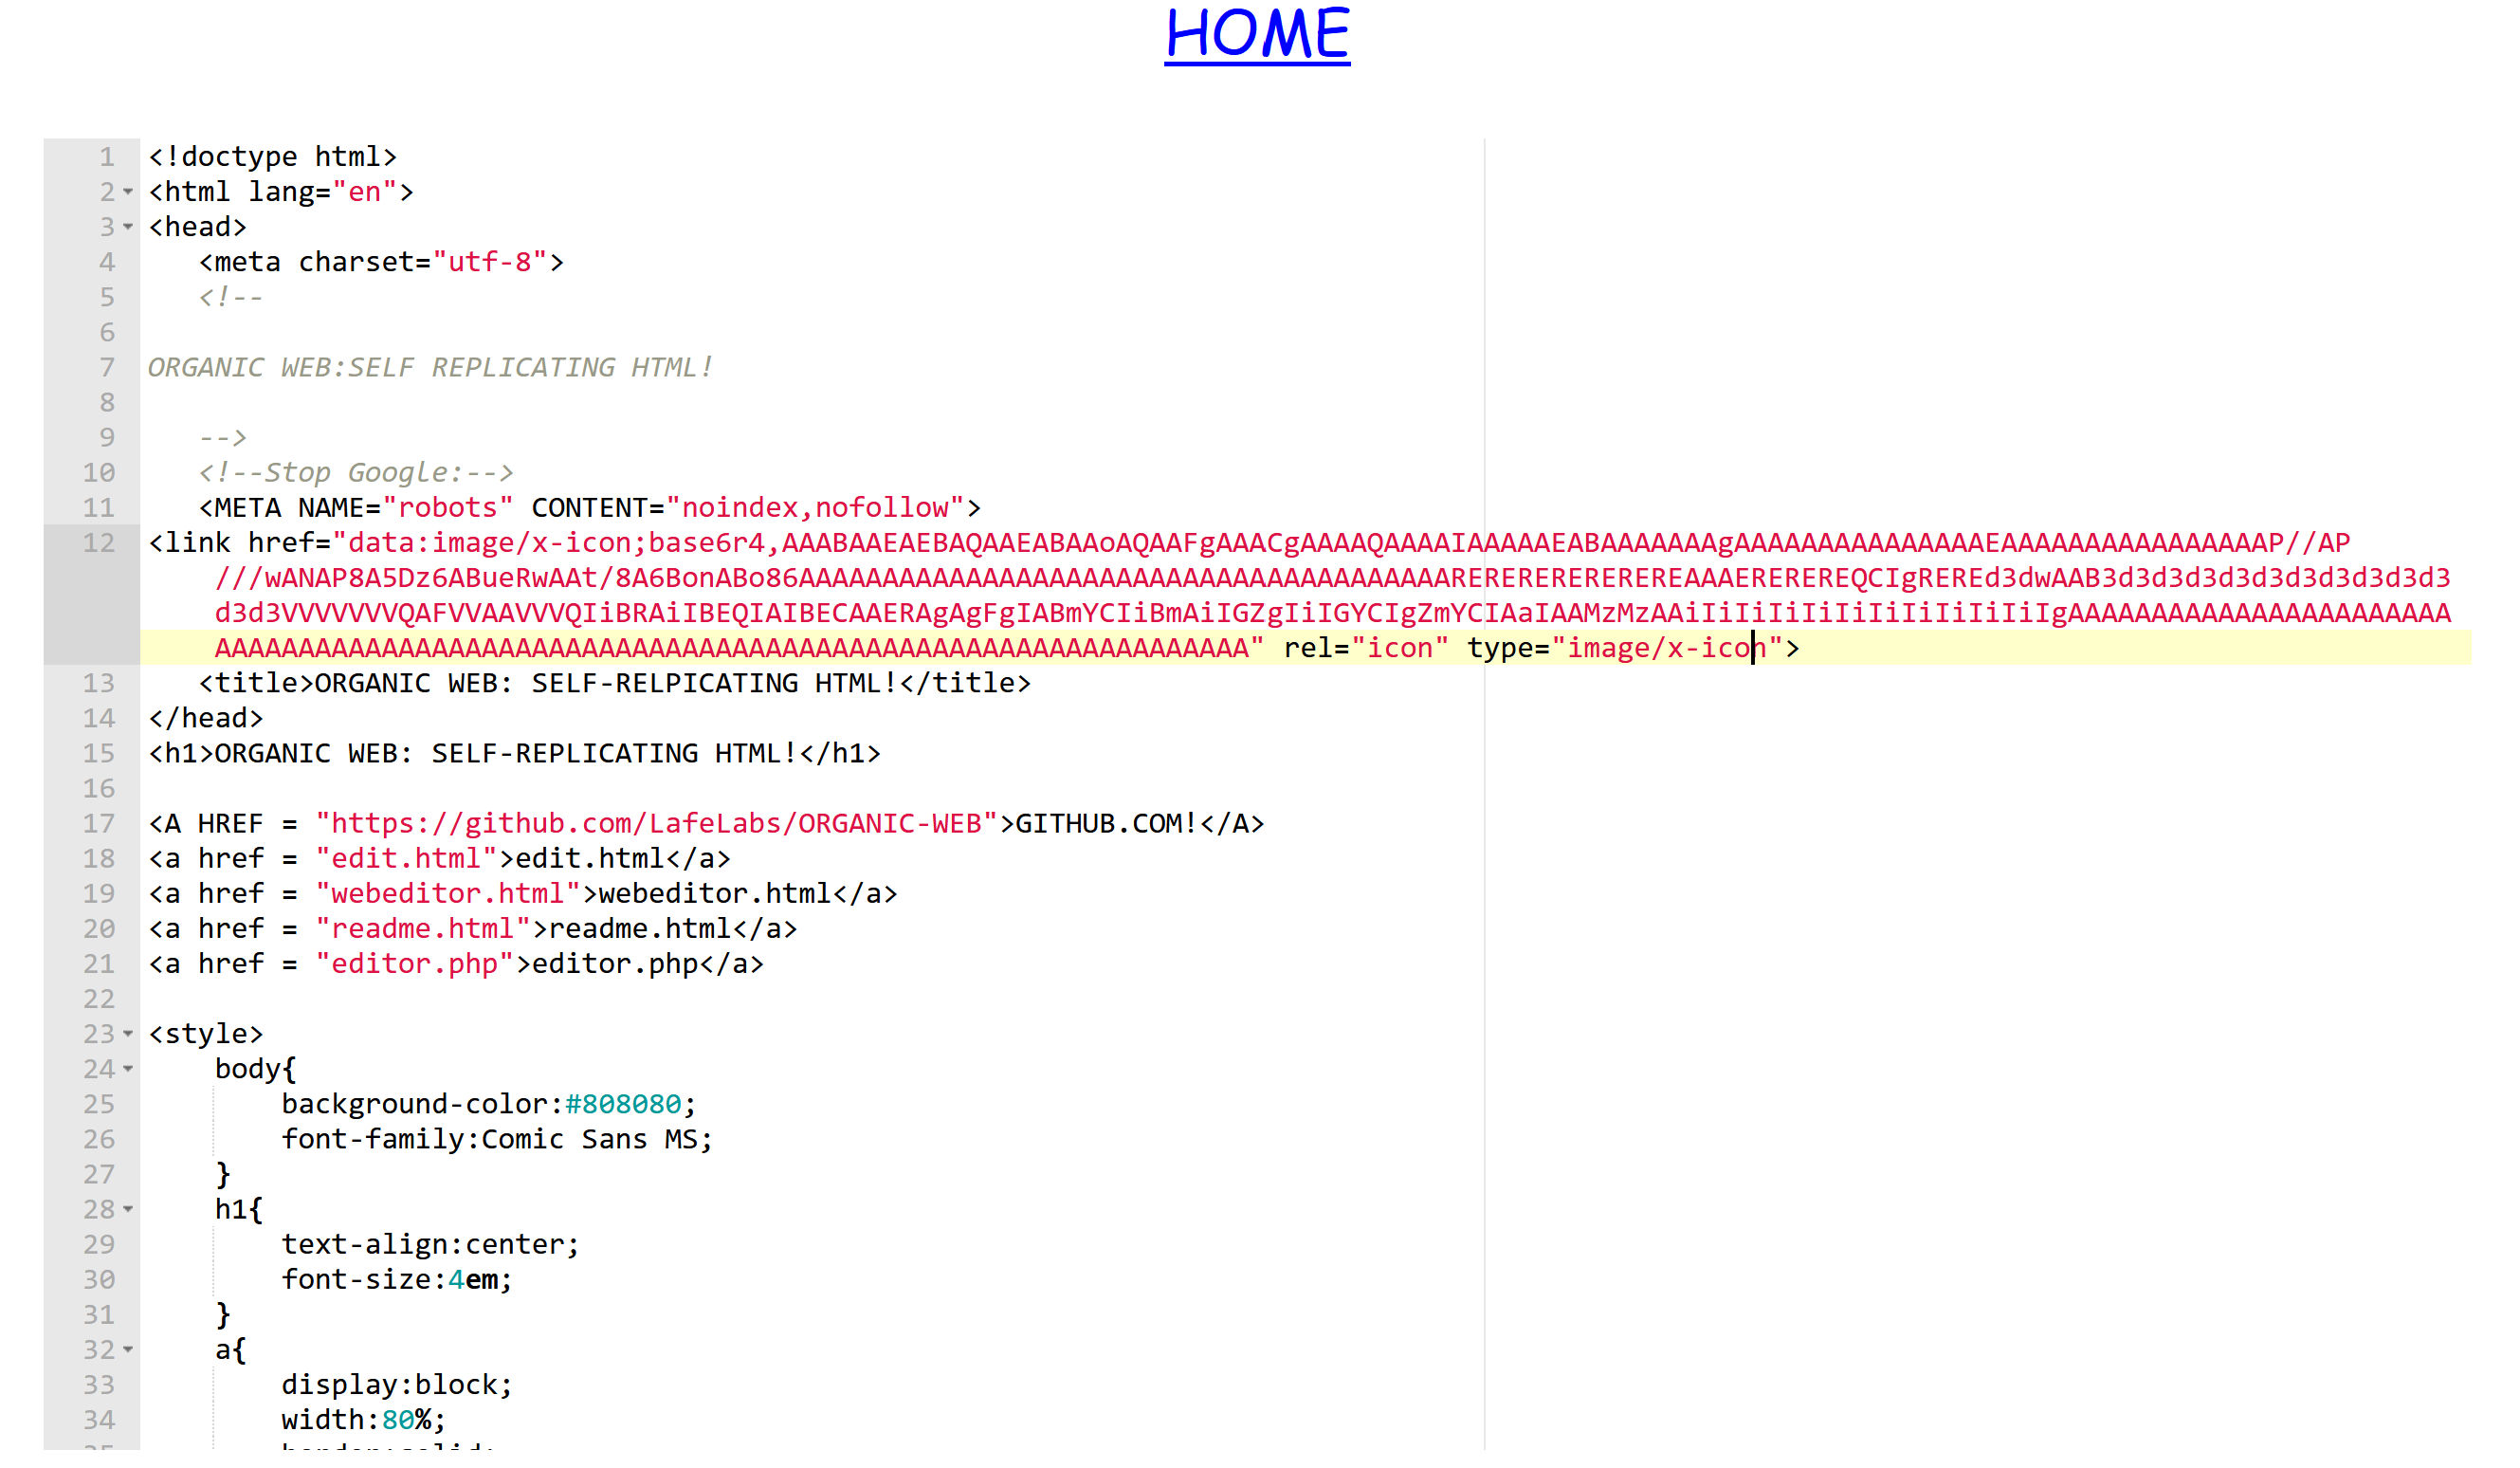 HOME
1 <!doctype html>
2 <html lang="en">
3 <head>
4 <meta charset="utf-8">
5 <!--
6
7 ORGANIC WEB:SELF REPLICATING HTML!
8
9 -->
10 <!--Stop Google:-->
11 <META NAME="robots" CONTENT="noindex,nofollow">
12 <link href="data:image/x-icon;base6r4,AAABAAEAEBAQAAEABAAoAQAAFgAAACgAAAAQAAAAIAAAAAEABAAAAAAAgAAAAAAAAAAAAAAAEAAAAAAAAAAAAAAAAP//AP
///wANAP8A5Dz6ABueRwAAt/8A6BonABo86AAAAAAAAAAAAAAAAAAAAAAAAAAAAAAAAAAAAAARERERERERERERERERERERERERERERERERERERERERERERERERERERERERERERERERERERERERERERERERERERERERERERERERERERERERERERERERERERERERERERERERERERERERERERERERERERERERERERERERERERERERERERERERERERERERERERERERERERERERERERERERERERERERERERERERERERERERERERERERERERERERERE
" rel="icon" type="image/x-icon">
13 <title>ORGANIC WEB: SELF-RELPICATING HTML!</title>
14 </head>
15 <h1>ORGANIC WEB: SELF-REPLICATING HTML!</h1>
16
17 <A HREF = "https://github.com/LafeLabs/ORGANIC-WEB">GITHUB.COM!</A>
18 <a href = "edit.html">edit.html</a>
19 <a href = "webeditor.html">webeditor.html</a>
20 <a href = "readme.html">readme.html</a>
21 <a href = "editor.php">editor.php</a>
22
23 <style>
24 body{
25 background-color:#808080;
26 font-family:Comic Sans MS;
27 }
28 h1{
29 text-align:center;
30 font-size:4em;
31 }
32 a{
33 display:block;
34 width:80%;